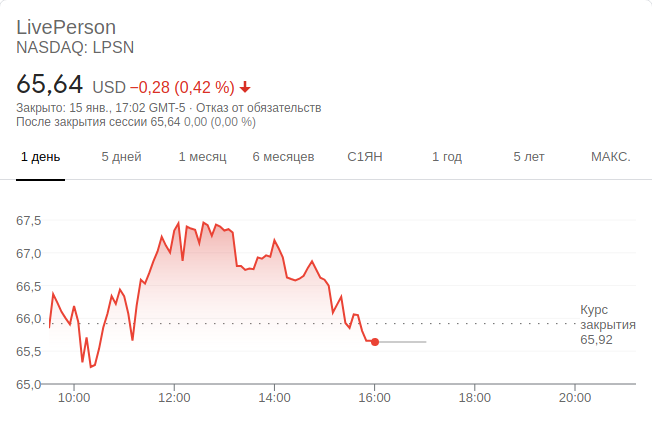 LivePerson
NASDAQ: LPSN
65,64 USD −0,28 (0,42 %)
Закрыто: 15 янв., 17:02 GMT-5 · Отказ от обязательств
После закрытия сессии 65,64 0,00 (0,00 %)
1 день 5 дней 1 месяц 6 месяцев С1ЯН 1 год 5 лет МАКС.
67,5
67,0
66,5
66,0
65,5
65,0
Курс
закрытия
65,92
10:00 12:00 14:00 16:00 18:00 20:00